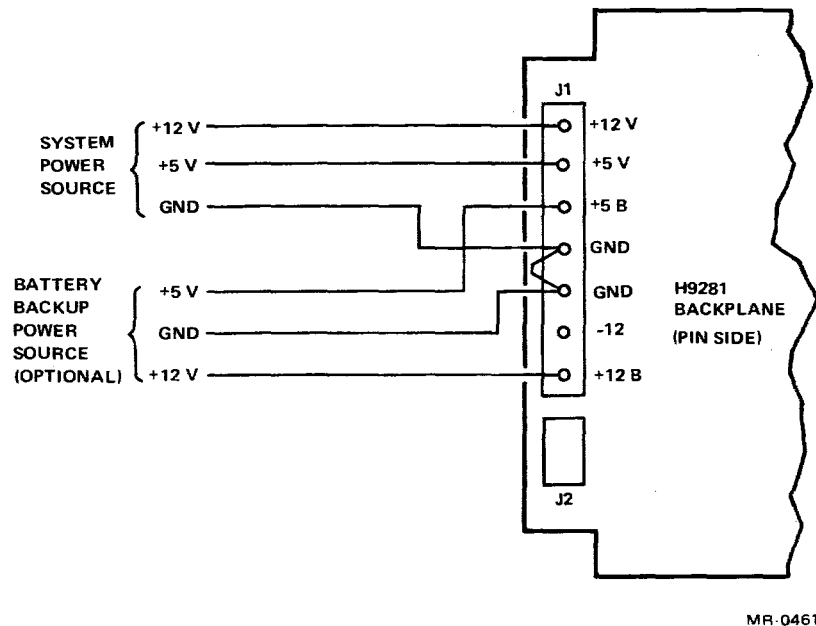 J1
SYSTEM
POWER
SOURCE
+12 V
+5 V
GND
BATTERY
BACKUP
POWER
SOURCE
(OPTIONAL)
+5 V
GND
+12 V
+12 V
+5 V
+5 B
GND
GND
-12
+12 B
H9281
BACKPLANE
(PIN SIDE)
J2
MR-0461